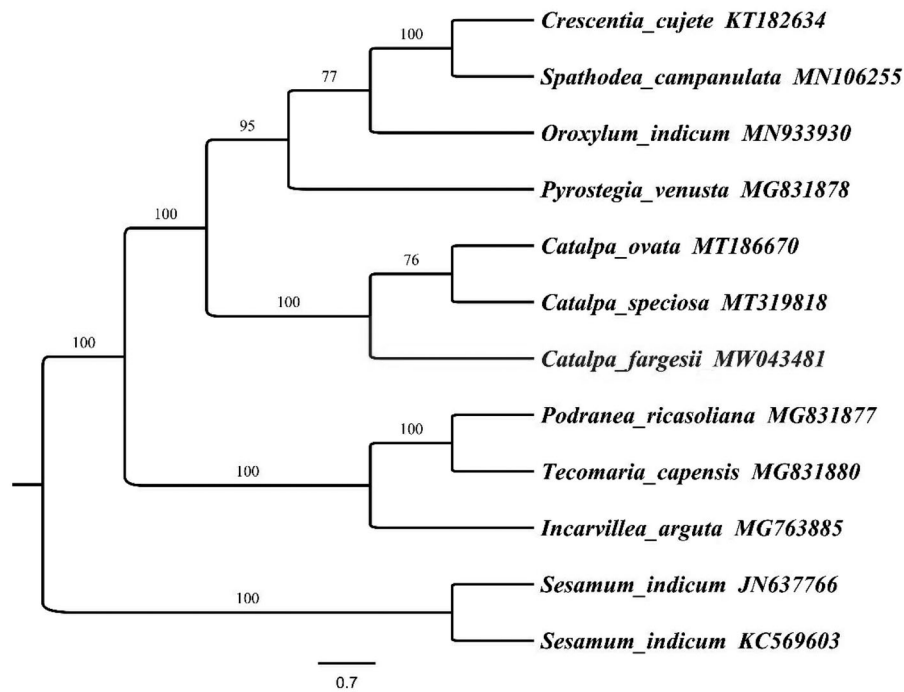 100
Crescentia_cujete KT182634
77
Spathodea_campanulata MN106255
95
Oroxylum_indicum MN933930
Pyrostegia_venusta MG831878
100
76
Catalpa_ovata MT186670
100
Catalpa_speciosa MT319818
100
Catalpa_fargesii MW043481
100
Podranea_ricasoliana MG831877
100
Tecomaria_capensis MG831880
Incarvillea_arguta MG763885
100
Sesamum_indicum JN637766
Sesamum_indicum KC569603
0.7